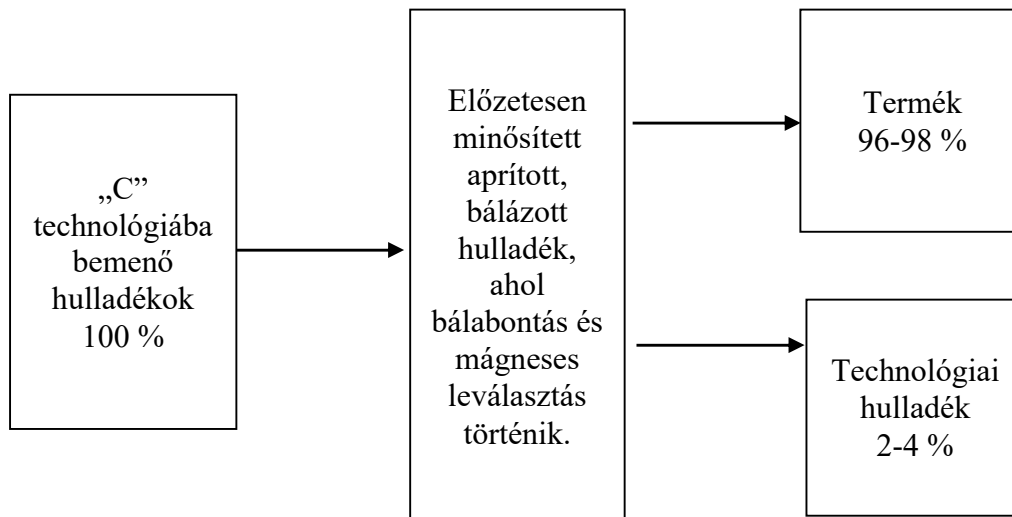 „C”
technológiába
bemenő
hulladékok
100 %
Előzetesen
minősített
aprított,
bálázott
hulladék,
ahol
bálabontás és
mágneses
leválasztás
történik.
Termék
96-98 %
Technológiai
hulladék
2-4 %